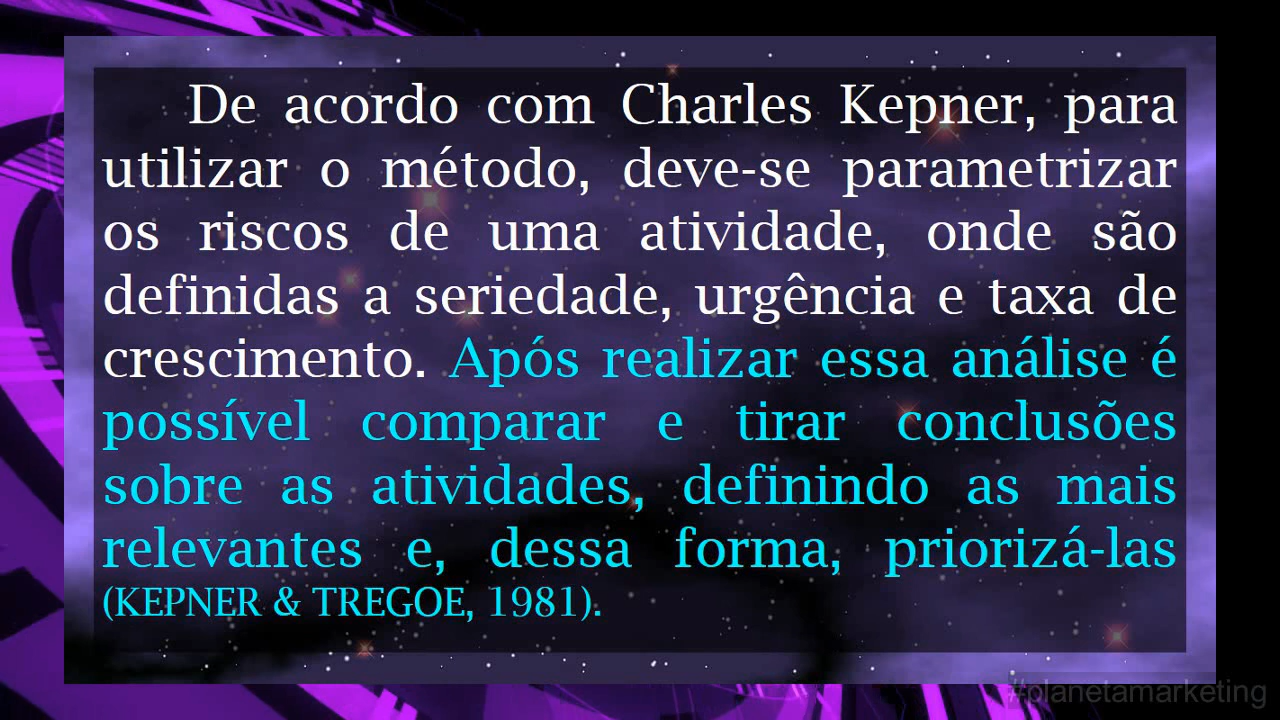 De acordo com Charles Kepner, para
utilizar o método, deve-se parametrizar
os riscos de uma atividade, onde são
definidas a seriedade, urgência e taxa de
crescimento. Após realizar essa análise é
possível comparar e tirar conclusões
sobre as atividades, definindo as mais
relevantes e, dessa forma, priorizá-las
(KEPNER & TREGOE, 1981).
#planetamarketing